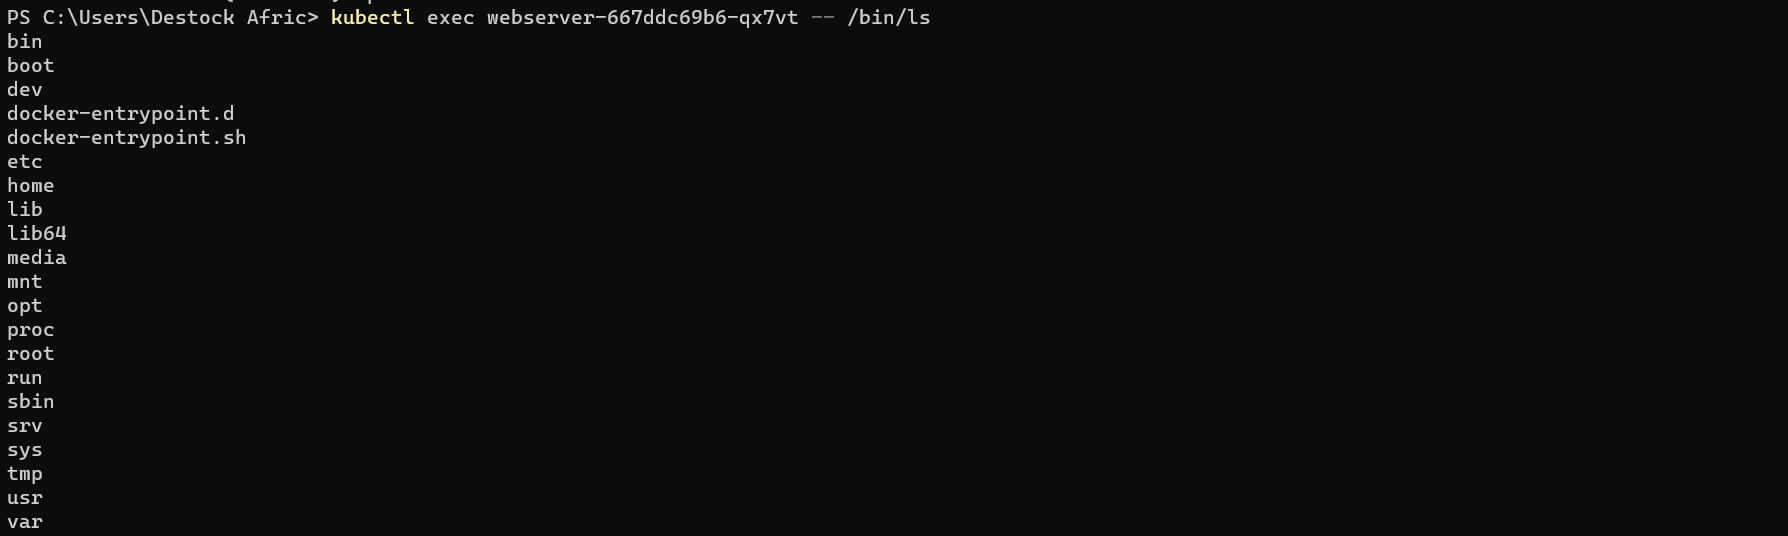 PS C:\Users\Destock Afric> kubectl exec webserver-667ddc69b6-qx7vt -- /bin/ls
bin
boot
dev
docker-entrypoint.d
docker-entrypoint.sh
etc
home
lib
lib64
media
mnt
opt
proc
root
run
sbin
srv
sys
tmp
usr
var